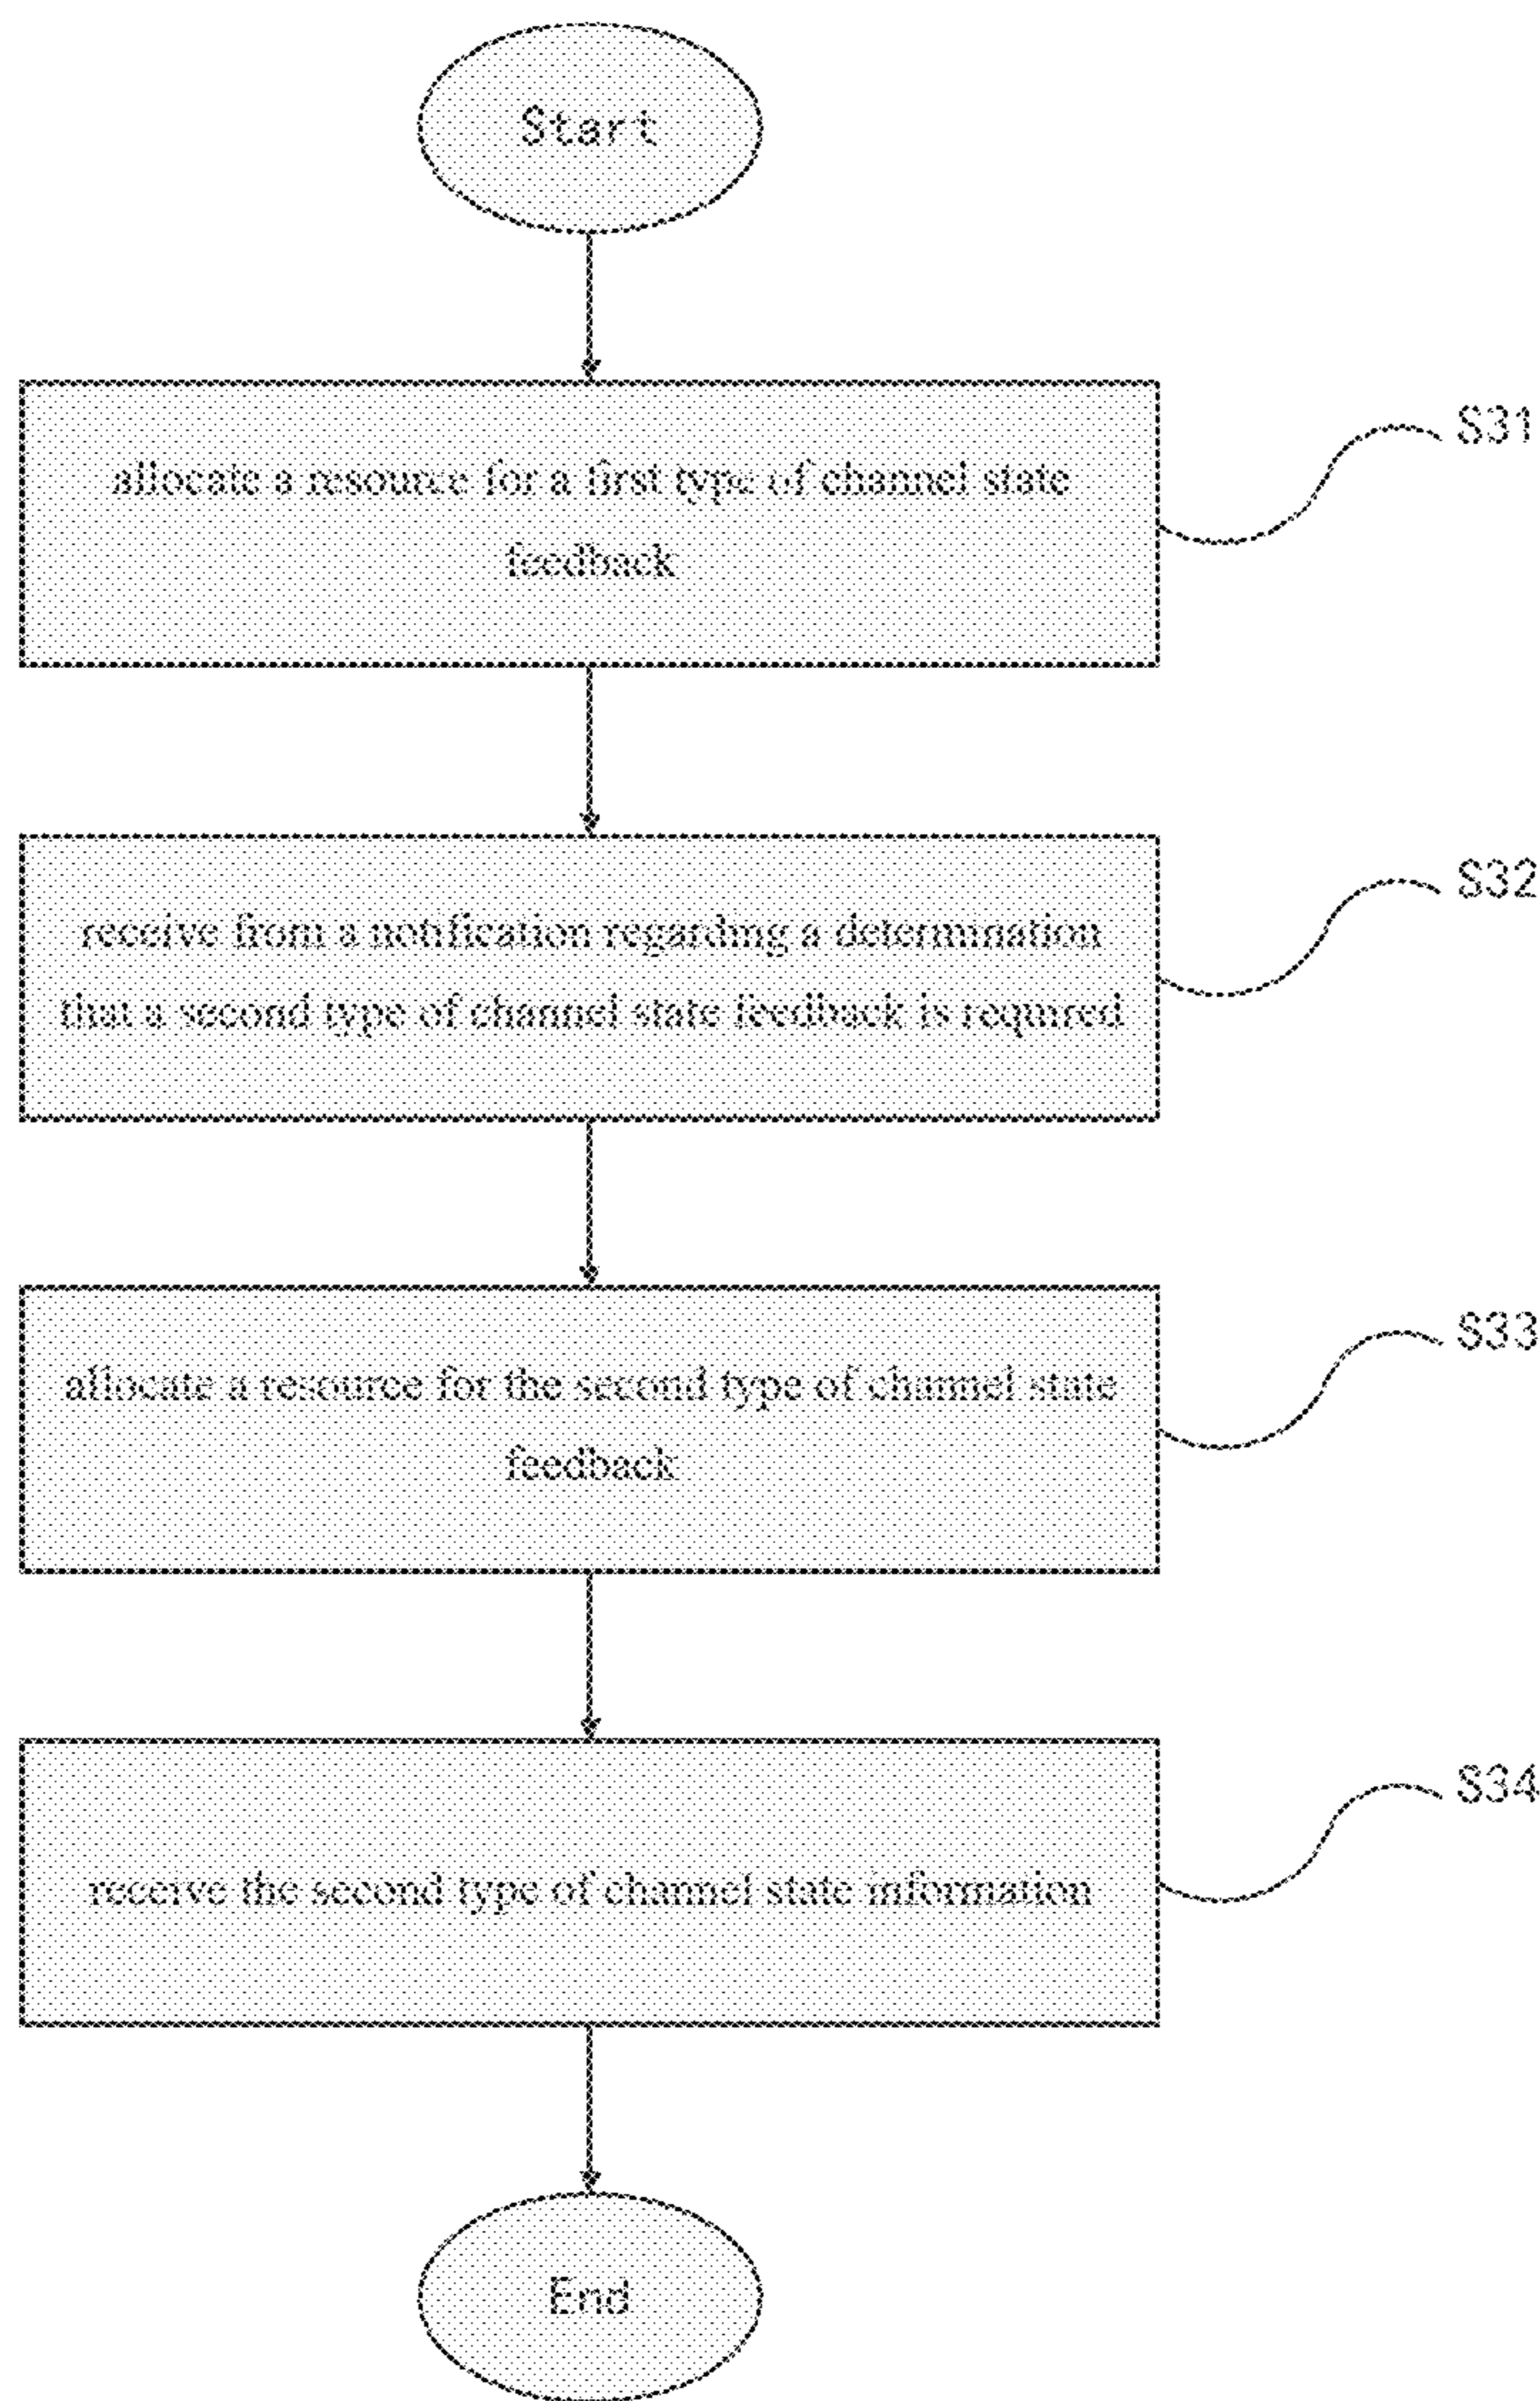 Start
allocate a resource for a first type of channel state
feedback
S31
receive from a notification regarding a determination
that a second type of channel state feedback is required
S32
allocate a resource for the second type of channel state
feedback
S33
receive the second type of channel state information
S34
End